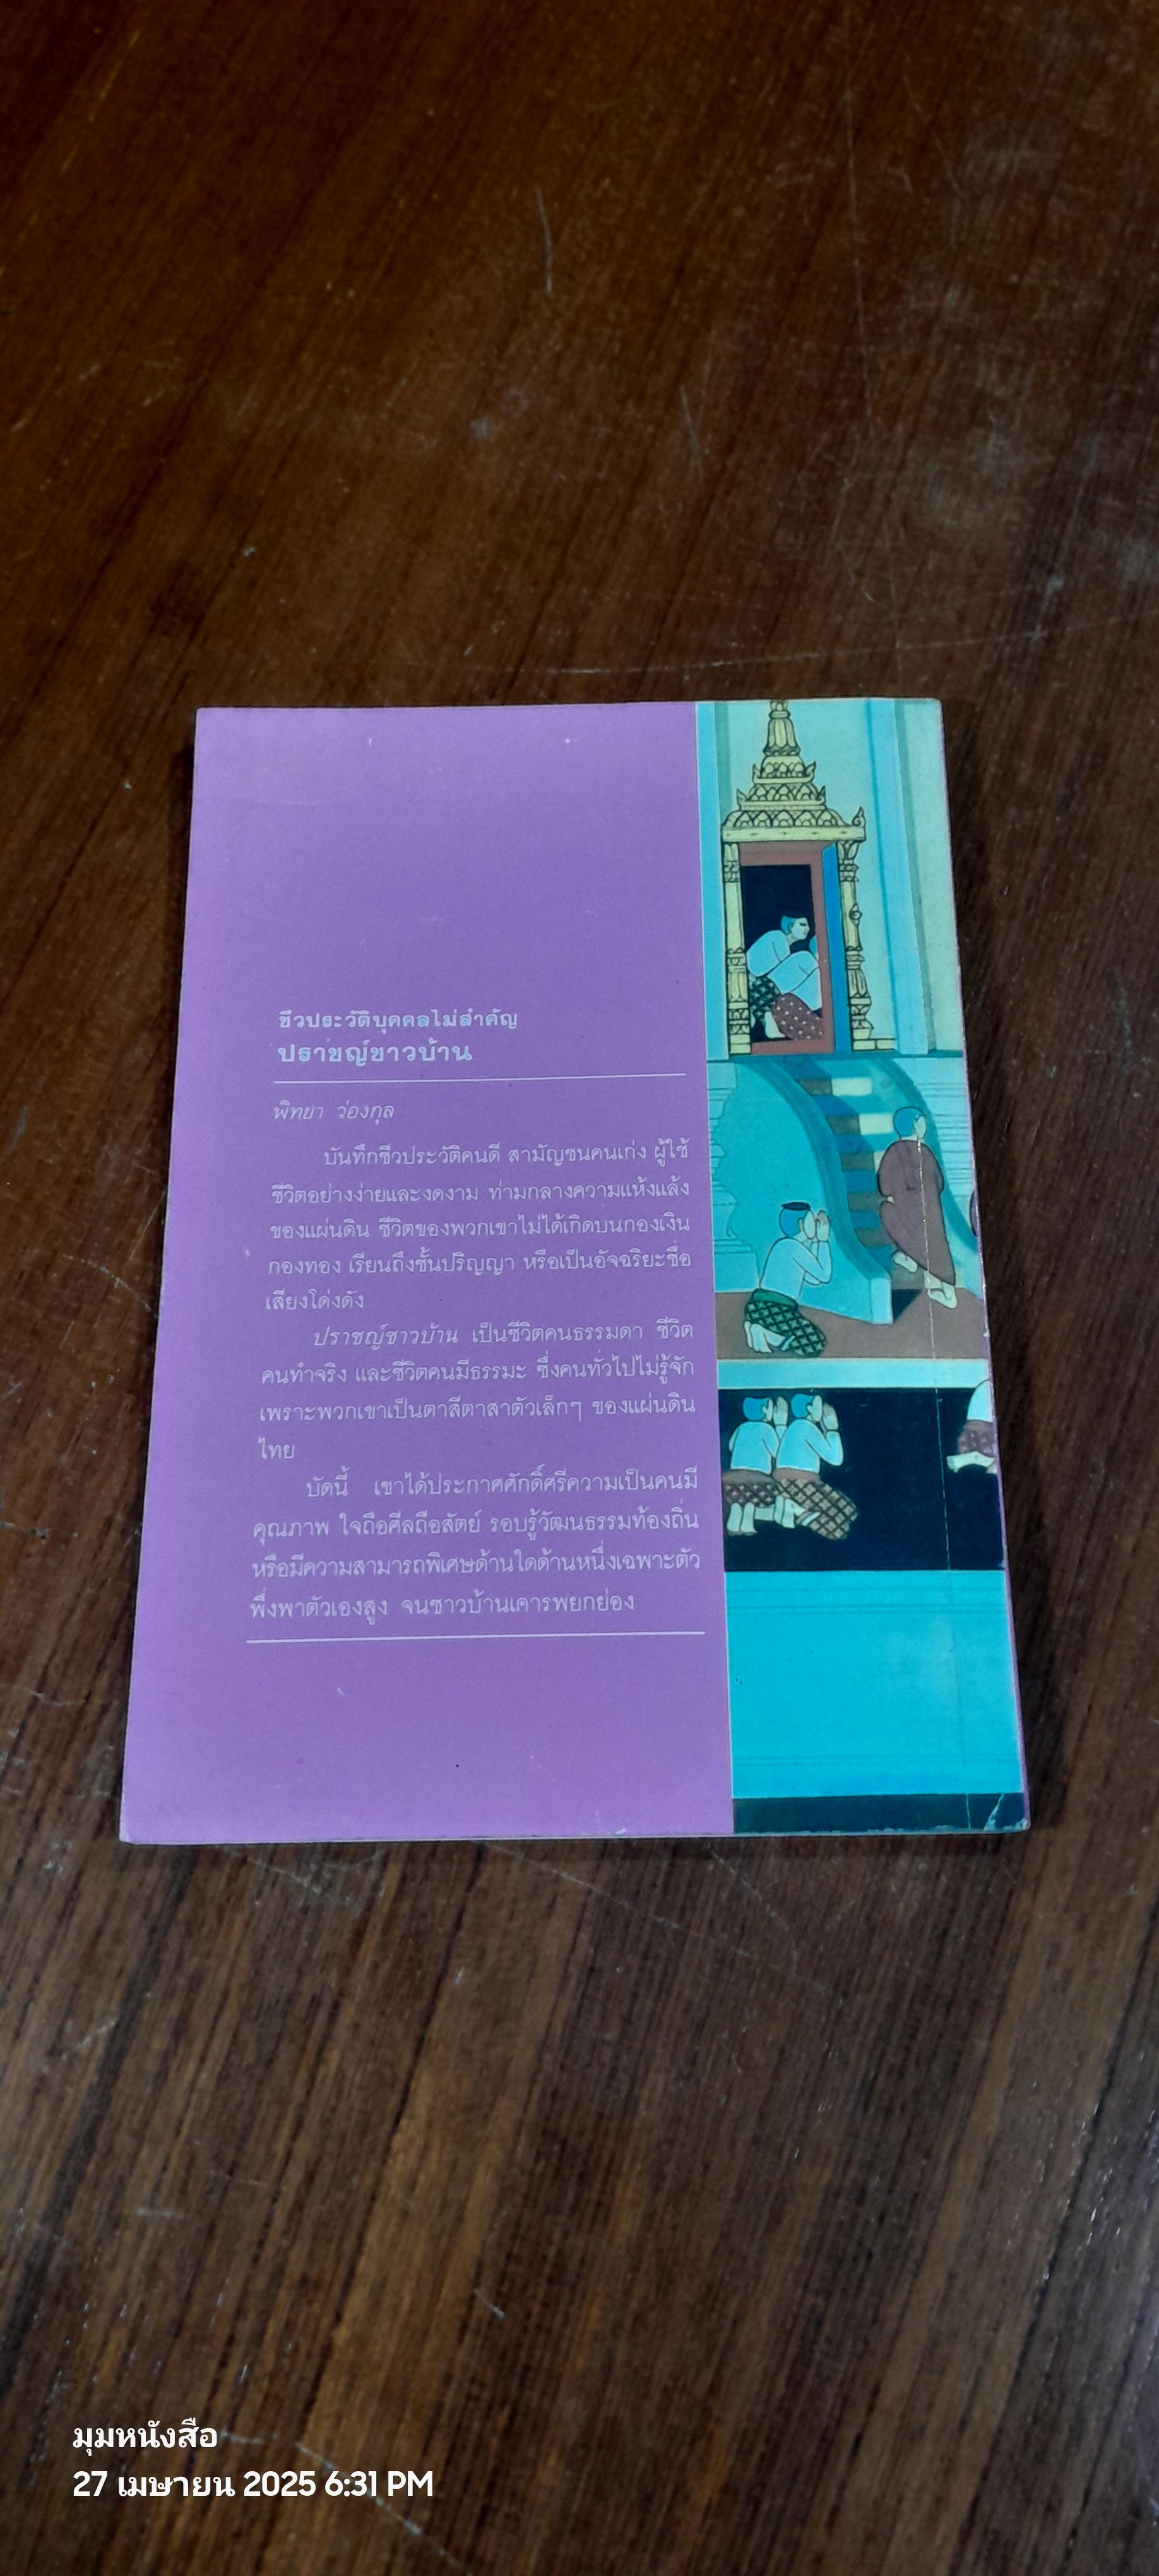 ชีวประวัติบุคคลไม่สำคัญ
ปราชญ์ชาวบ้าน
พิทยา ว่องกุล
บันทึกชีวประวัติคนดี สามัญชนคนเก่ง ผู้ใช้
ชีวิตอย่างง่ายและงดงาม ท่ามกลางความแห้งแล้ง
ของแผ่นดิน ชีวิตของพวกเขาไม่ได้เกิดบนกองเงิน
กองทอง เรียนถึงชั้นปริญญา หรือเป็นอัจฉริยะชื่อ
เสียงโด่งดัง
ปราชญ์ชาวบ้าน เป็นชีวิตคนธรรมดา ชีวิต
คนทำจริง และชีวิตคนมีธรรมะ ซึ่งคนทั่วไปไม่รู้จัก
เพราะพวกเขาเป็นตาสีตาสาตัวเล็กๆ ของแผ่นดิน
ไทย
บัดนี้ เขาได้ประกาศศักดิ์ศรีความเป็นคนมี
คุณภาพ ใจถือศีลถือสัตย์ รอบรู้วัฒนธรรมท้องถิ่น
หรือมีความสามารถพิเศษด้านใดด้านหนึ่งเฉพาะตัว
พึ่งพาตัวเองสูง จนชาวบ้านเคารพยกย่อง
มุมหนังสือ
27 เมษายน 2025 6:31 PM